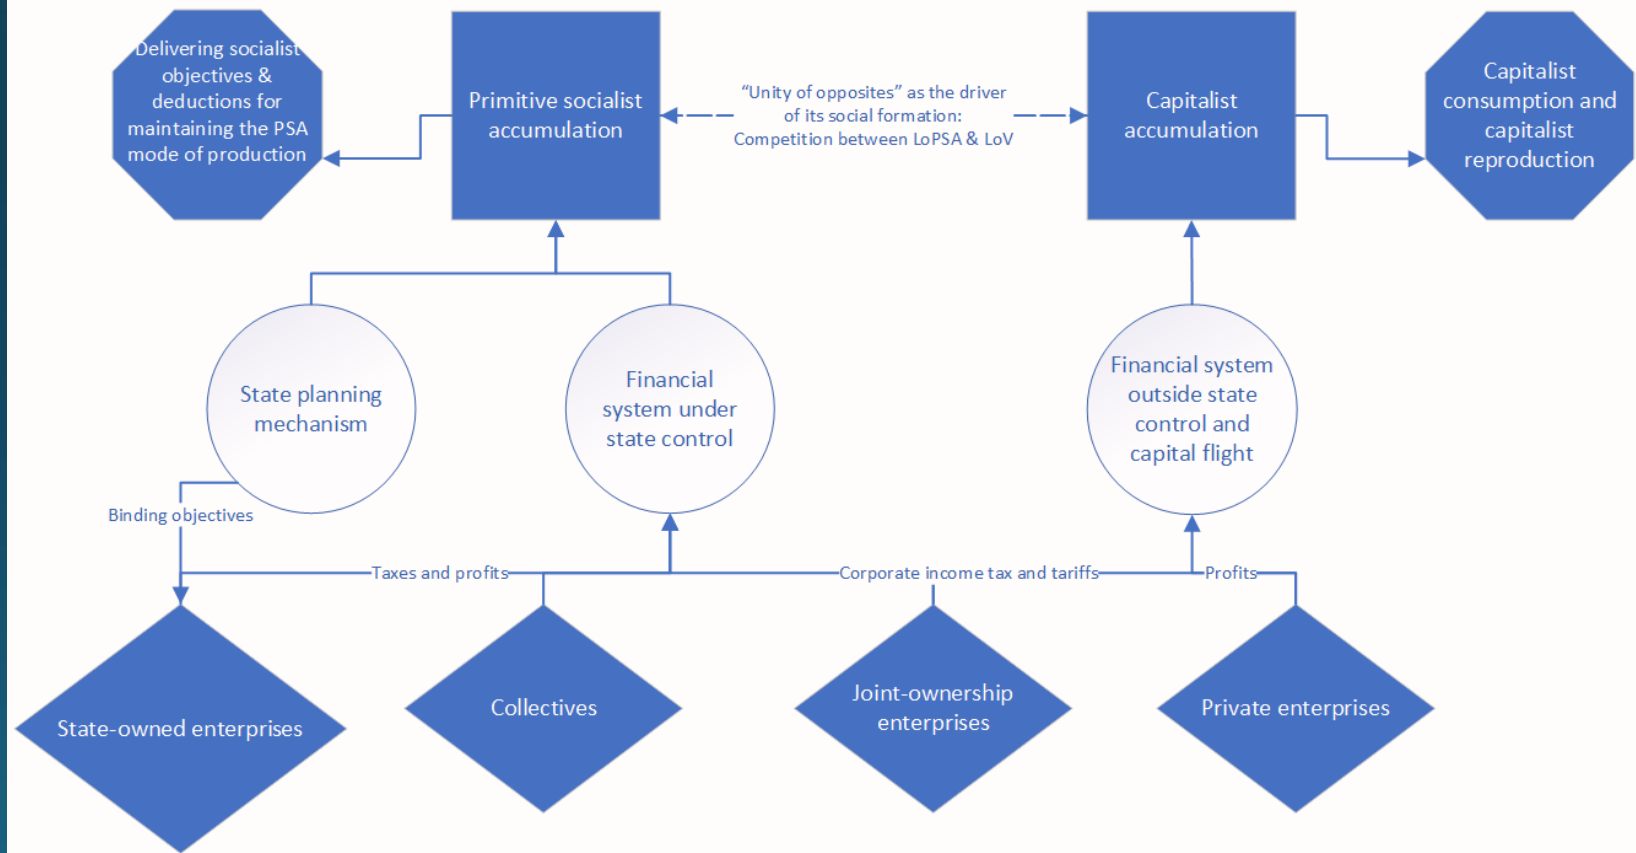 Delivering socialist
objectives &
deductions for
maintaining the PSA
mode of production
Primitive socialist
accumulation
“Unity of opposites” as the driver
of its social formation:
Competition between LoPSA & LoV
Capitalist
accumulation
Capitalist
consumption and
capitalist
reproduction
State planning
mechanism
Financial
system under
state control
Financial system
outside state
control and
capital flight
Binding objectives
Taxes and profits
Corporate income tax and tariffs
Profits
State-owned enterprises
Collectives
Joint-ownership
enterprises
Private enterprises